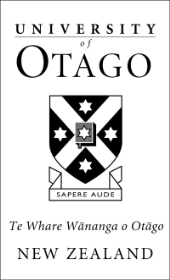 UNIVERSITY
of
OTAGO
SAPERE AUDE
Te Whare Wānanga o Otāgo
NEW ZEALAND